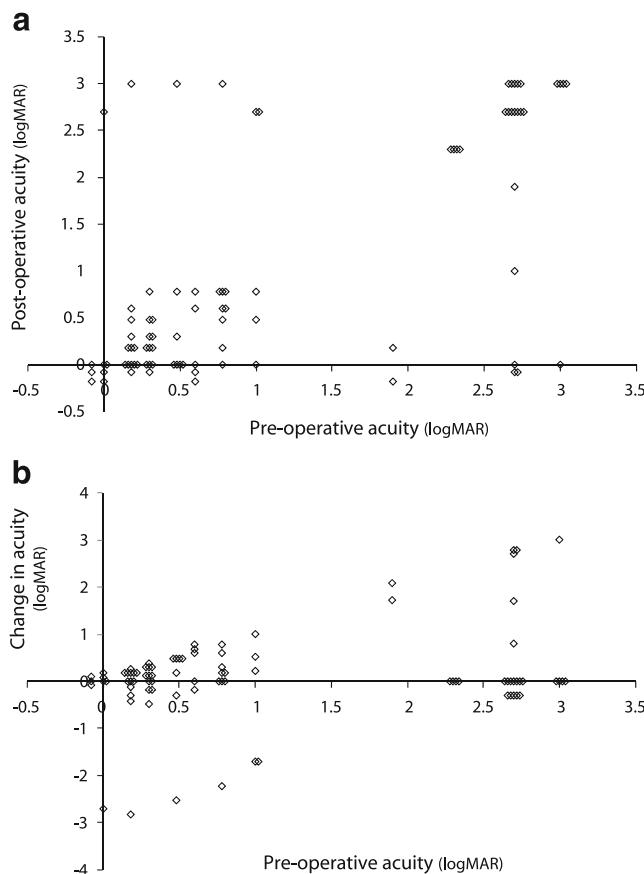 a
3.5
3
2.5
2
1.5
1
0.5
0
-0.5
Post-operative acuity (logMAR)
-0.5 0 0.5 1 1.5 2 2.5 3 3.5
Pre-operative acuity (logMAR)
b
4
3
2
1
0
-1
-2
-3
-4
Change in acuity
(logMAR)
-0.5 0 0.5 1 1.5 2 2.5 3 3.5
Pre-operative acuity (logMAR)